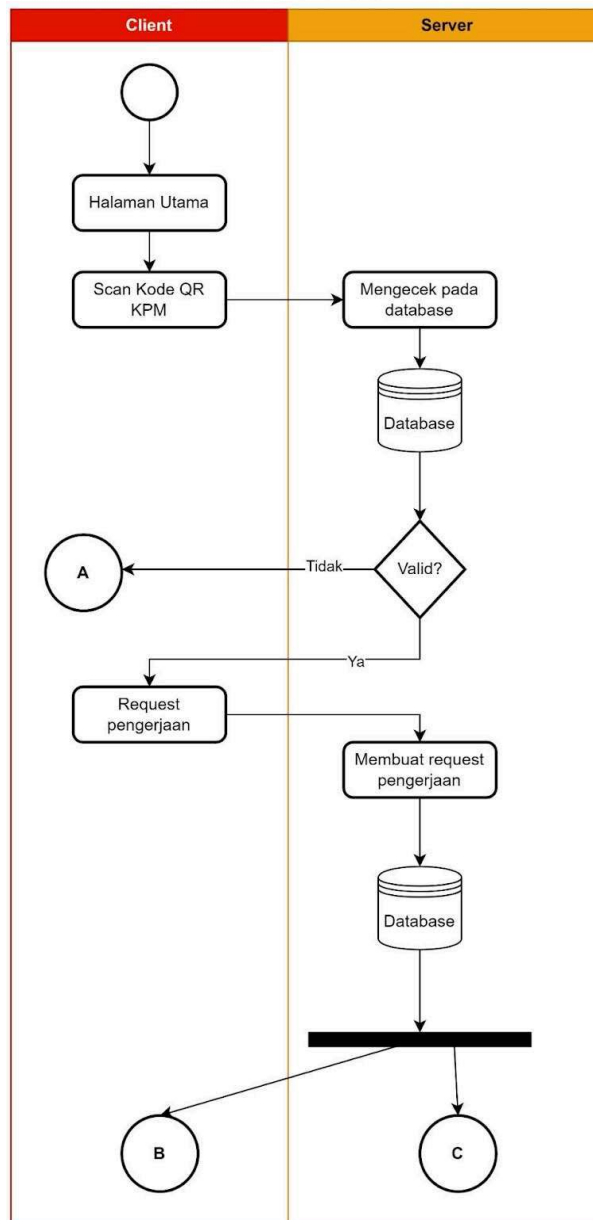 Client
Server
Halaman Utama
Scan Kode QR
KPM
Mengecek pada
database
Database
A
Tidak
Valid?
Ya
Request
pengerjaan
Membuat request
pengerjaan
Database
B
C